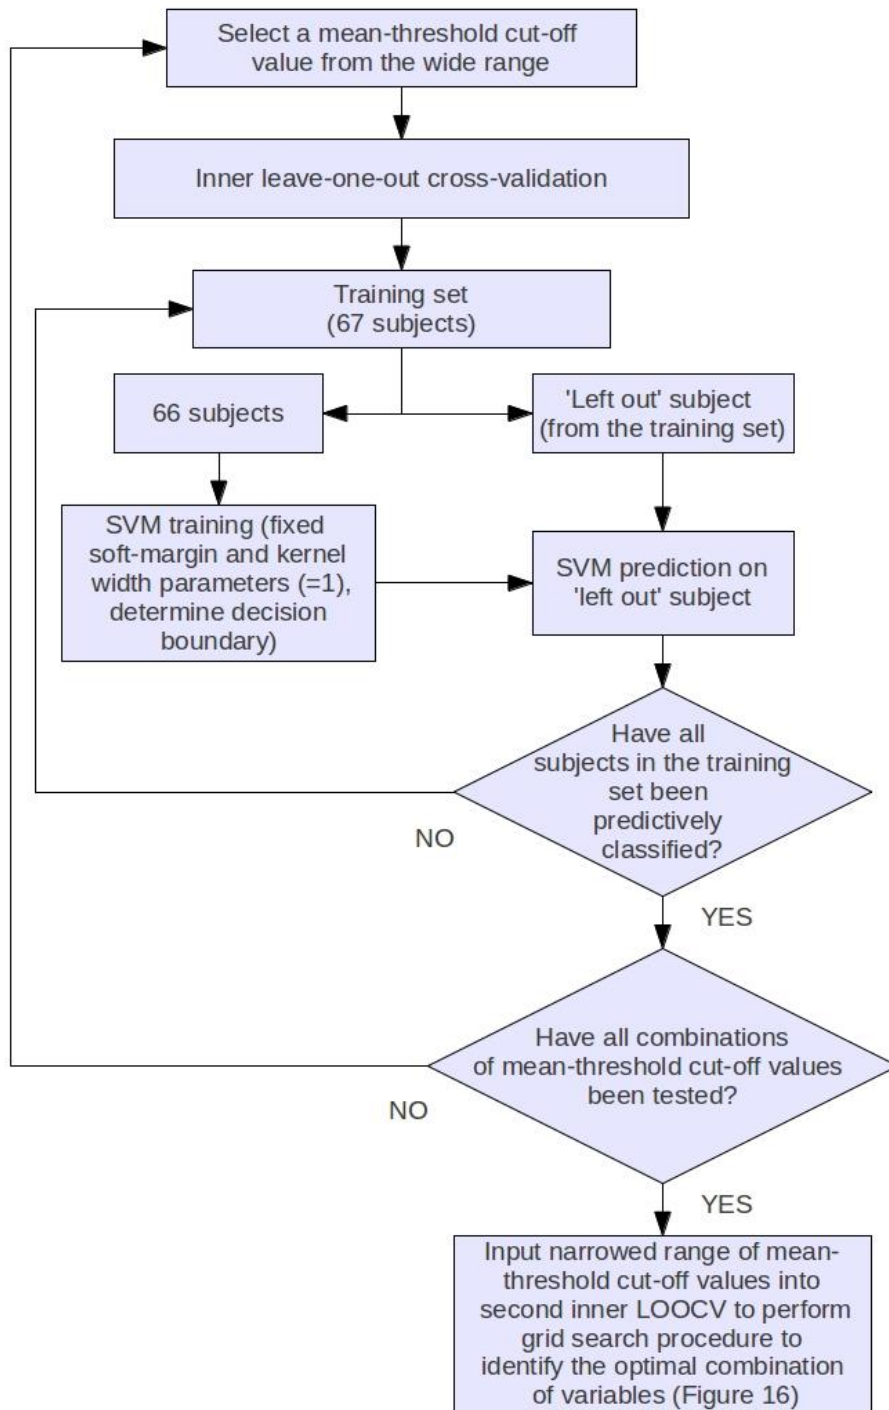 Select a mean-threshold cut-off
value from the wide range
Inner leave-one-out cross-validation
Training set
(67 subjects)
66 subjects
'Left out' subject
(from the training set)
SVM training (fixed
soft-margin and kernel
width parameters (=1),
determine decision
boundary)
SVM prediction on
'left out' subject
Have all
subjects in the training
set been
predictively
classified?
NO
YES
Have all combinations
of mean-threshold cut-off values
been tested?
NO
YES
Input narrowed range of mean-
threshold cut-off values into
second inner LOOCV to perform
grid search procedure to
identify the optimal combination
of variables (Figure 16)